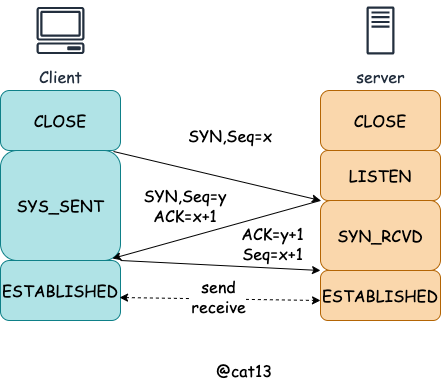 Client
server
CLOSE
CLOSE
SYN,Seq=x
LISTEN
SYS_SENT
SYN,Seq=y
ACK=x+1
SYN_RCVD
ACK=y+1
Seq=x+1
ESTABLISHED
send
receive
ESTABLISHED
@cat13